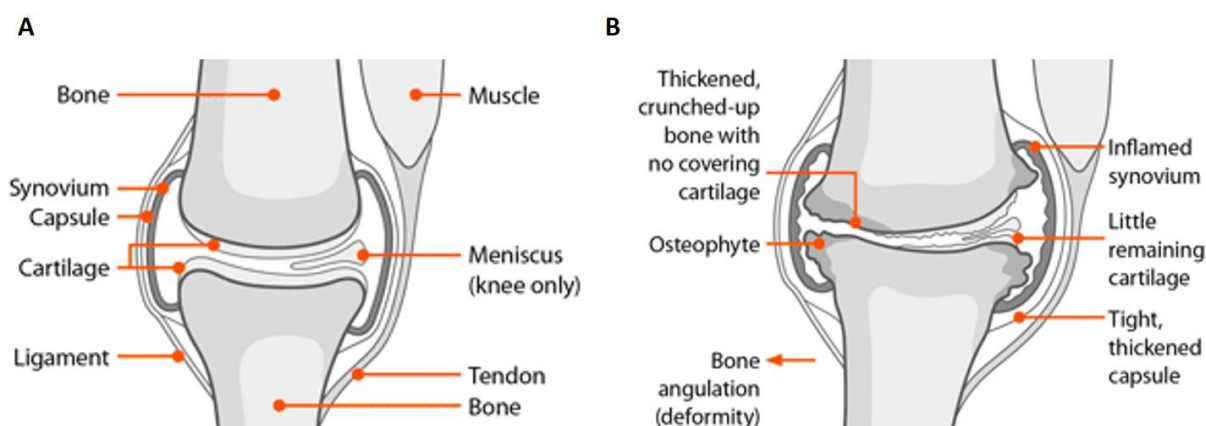 A
Bone
Synovium
Capsule
Cartilage
Ligament
Muscle
Meniscus
(knee only)
Tendon
Bone
B
Thickened,
crunched-up
bone with
no covering
cartilage
Osteophyte
Bone
angulation
(deformity)
Inflamed
synovium
Little
remaining
cartilage
Tight,
thickened
capsule